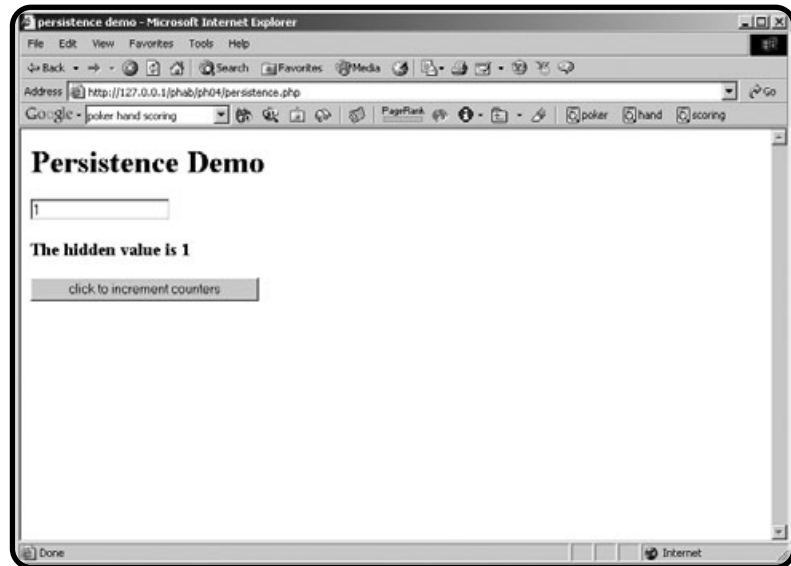 persistence demo - Microsoft Internet Explorer
File Edit View Favorites Tools Help
Back Search Favorites Media
Address http://127.0.0.1/phab/ph04/persistence.php Go
Google poker hand scoring PageRank poker hand scoring
Persistence Demo
1
The hidden value is 1
click to increment counters
Done Internet